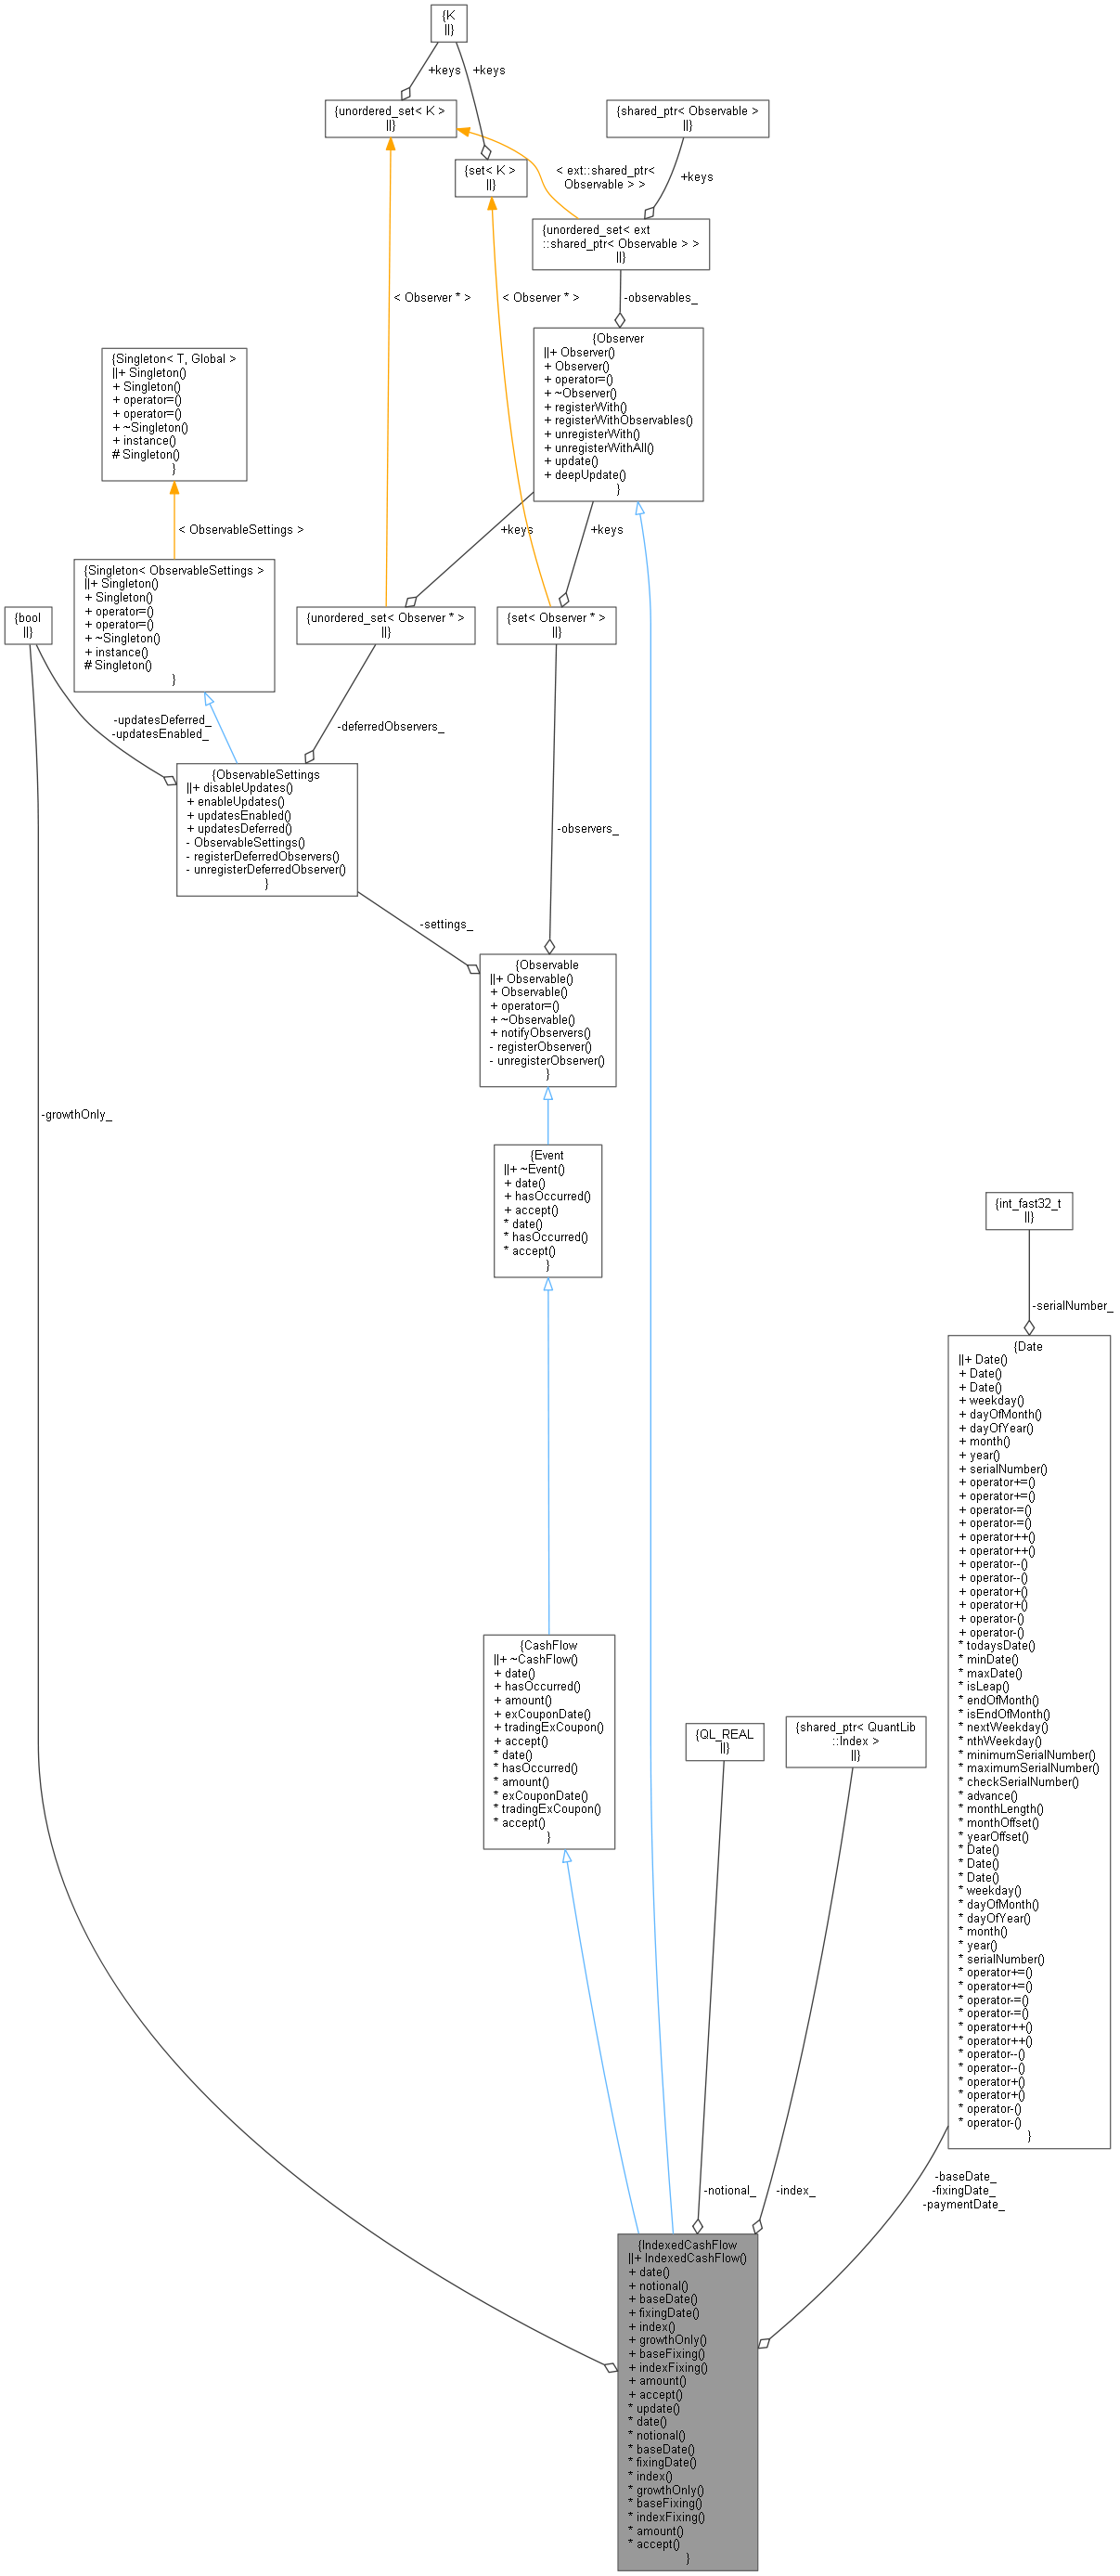 {K
||}
+keys
+keys
{unordered_set< K >
||}
{shared_ptr< Observable >
||}
{set< K >
||}
< ext::shared_ptr<
Observable > >
+keys
{unordered_set< ext
::shared_ptr< Observable > >
||}
< Observer * >
< Observer * >
-observables_
{Observer
||+ Observer()
+ Observer()
+ operator=()
+ ~Observer()
+ registerWith()
+ registerWithObservables()
+ unregisterWith()
+ unregisterWithAll()
+ update()
+ deepUpdate()
}
{Singleton< T, Global >
||+ Singleton()
+ Singleton()
+ operator=()
+ operator=()
+ ~Singleton()
+ instance()
# Singleton()
}
< ObservableSettings >
+keys
+keys
{Singleton< ObservableSettings >
||+ Singleton()
+ Singleton()
+ operator=()
+ operator=()
+ ~Singleton()
+ instance()
# Singleton()
}
{bool
||}
{unordered_set< Observer * >
||}
{set< Observer * >
||}
-updatesDeferred_
-updatesEnabled_
-deferredObservers_
{ObservableSettings
||+ disableUpdates()
+ enableUpdates()
+ updatesEnabled()
+ updatesDeferred()
- ObservableSettings()
- registerDeferredObservers()
- unregisterDeferredObserver()
}
-observers_
-settings_
{Observable
||+ Observable()
+ Observable()
+ operator=()
+ ~Observable()
+ notifyObservers()
- registerObserver()
- unregisterObserver()
}
-growthOnly_
{Event
||+ ~Event()
+ date()
+ hasOccurred()
+ accept()
* date()
* hasOccurred()
* accept()
}
{int_fast32_t
||}
-serialNumber_
{Date
||+ Date()
+ Date()
+ Date()
+ weekday()
+ dayOfMonth()
+ dayOfYear()
+ month()
+ year()
+ serialNumber()
+ operator+=()
+ operator+=()
+ operator-=()
+ operator-=()
+ operator++()
+ operator++()
+ operator--()
+ operator--()
+ operator+()
+ operator+()
+ operator-()
+ operator-()
* todaysDate()
* minDate()
* maxDate()
* isLeap()
* endOfMonth()
* isEndOfMonth()
* nextWeekday()
* nthWeekday()
* minimumSerialNumber()
* maximumSerialNumber()
* checkSerialNumber()
* advance()
* monthLength()
* monthOffset()
* yearOffset()
* Date()
* Date()
* Date()
* weekday()
* dayOfMonth()
* dayOfYear()
* month()
* year()
* serialNumber()
* operator+=()
* operator+=()
* operator-=()
* operator-=()
* operator++()
* operator++()
* operator--()
* operator--()
* operator+()
* operator+()
* operator-()
* operator-()
}
{CashFlow
||+ ~CashFlow()
+ date()
+ hasOccurred()
+ amount()
+ exCouponDate()
+ tradingExCoupon()
+ accept()
* date()
* hasOccurred()
* amount()
* exCouponDate()
* tradingExCoupon()
* accept()
}
{QL_REAL
||}
{shared_ptr< QuantLib
::Index >
||}
-notional_
-index_
-baseDate_
-fixingDate_
-paymentDate_
{IndexedCashFlow
||+ IndexedCashFlow()
+ date()
+ notional()
+ baseDate()
+ fixingDate()
+ index()
+ growthOnly()
+ baseFixing()
+ indexFixing()
+ amount()
+ accept()
* update()
* date()
* notional()
* baseDate()
* fixingDate()
* index()
* growthOnly()
* baseFixing()
* indexFixing()
* amount()
* accept()
}